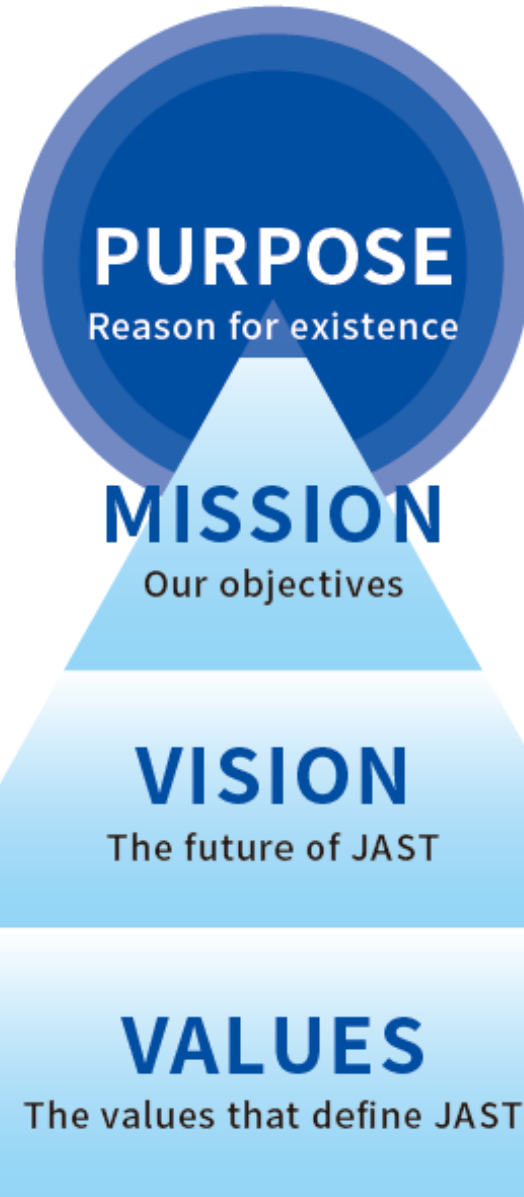 PURPOSE
Reason for existence
MISSION
Our objectives
VISION
The future of JAST
VALUES
The values that define JAST